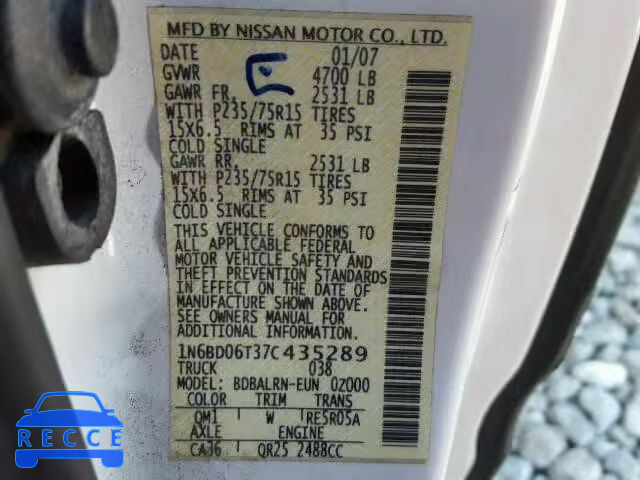 MFD BY NISSAN MOTOR CO., LTD.
DATE 01/07
GVWR 4700 LB
GAWR FR. 2531 LB
WITH P235/75R15 TIRES
15X6.5 RIMS AT 35 PSI
COLD SINGLE
GAWR RR. 2531 LB
WITH P235/75R15 TIRES
15X6.5 RIMS AT 35 PSI
COLD SINGLE
THIS VEHICLE CONFORMS TO
ALL APPLICABLE FEDERAL
MOTOR VEHICLE SAFETY AND
THEFT PREVENTION STANDARDS
IN EFFECT ON THE DATE OF
MANUFACTURE SHOWN ABOVE.
SEE OWNERS MANUAL FOR
ADDITIONAL INFORMATION.
1N6BD06T37C435289
TRUCK 038
MODEL: BDBALRN-EUN 0Z000
COLOR TRIM TRANS
QM1 W RE5R05A
AXLE ENGINE
CA36 QR25 2488CC
RECCE